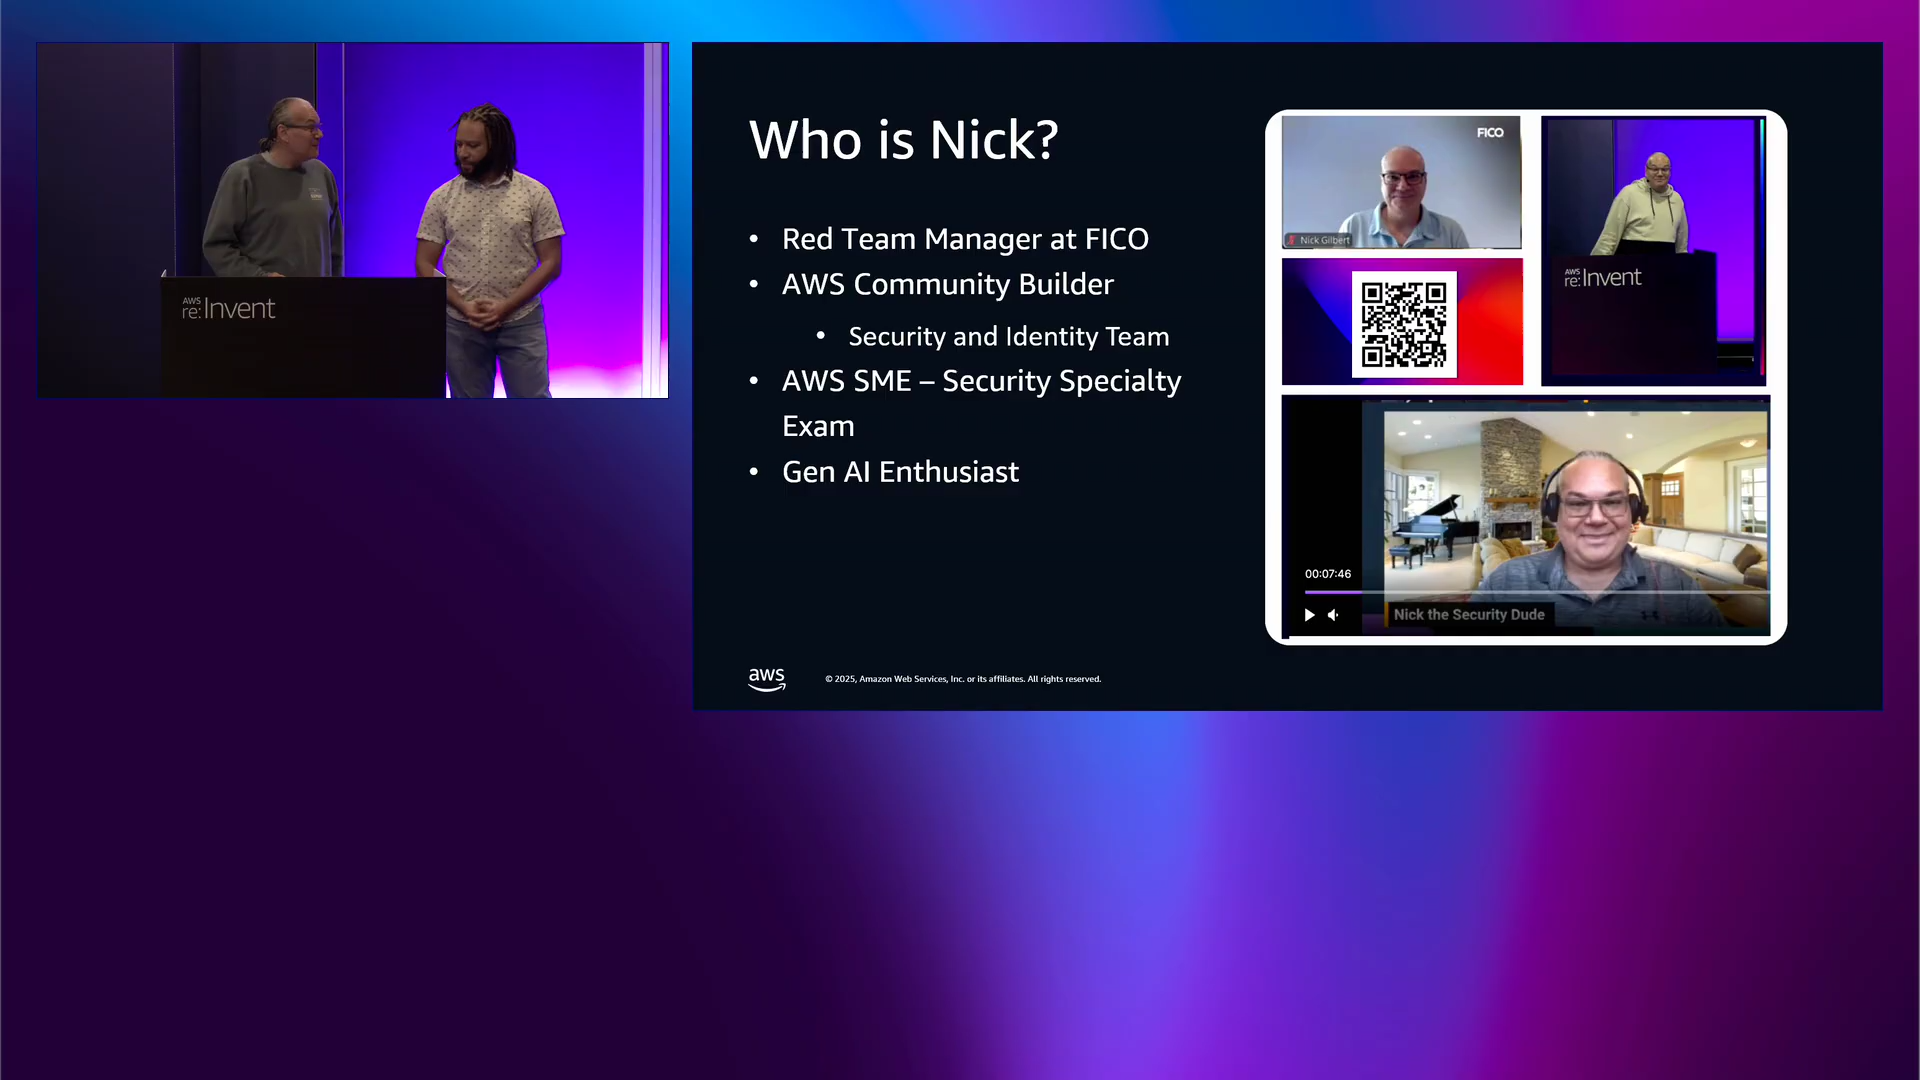 AWS
re:Invent
Who is Nick?
• Red Team Manager at FICO
• AWS Community Builder
• Security and Identity Team
• AWS SME – Security Specialty
Exam
• Gen AI Enthusiast
FICO
Nick Gilbert
AWS
re:Invent
00:07:46
Nick the Security Dude
aws
© 2025, Amazon Web Services, Inc. or its affiliates. All rights reserved.